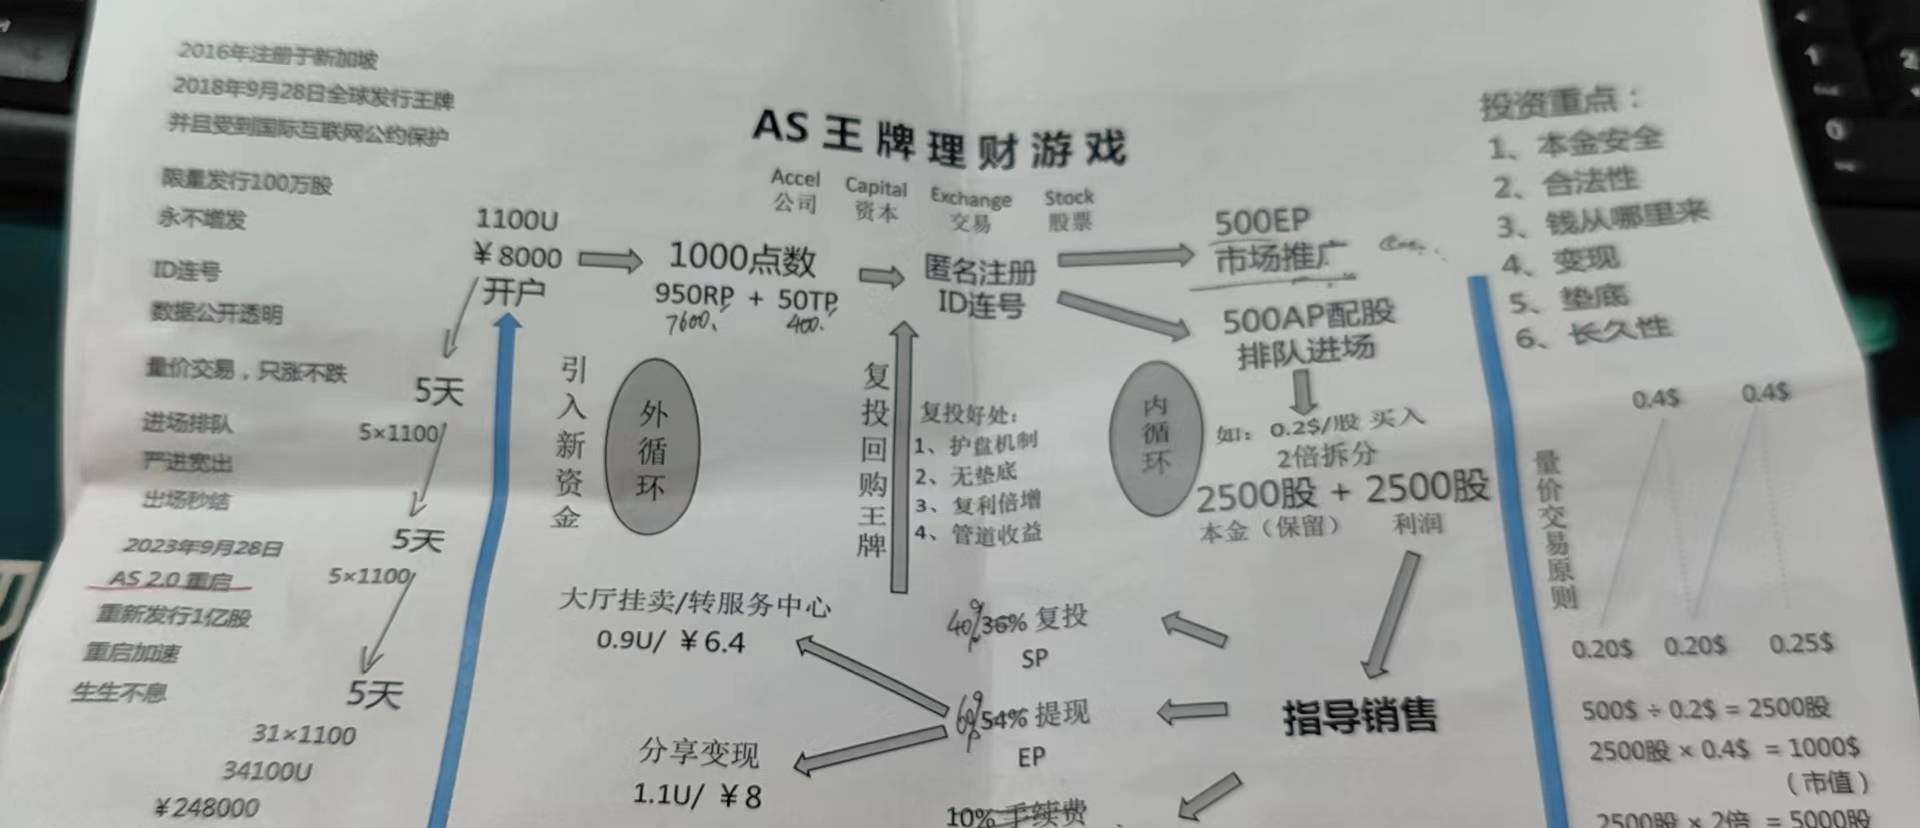 2016年注册于新加坡
2018年9月28日全球发行王牌
并且受到国际互联网公约保护
限量发行100万股
永不增发
ID连号
数据公开透明
量价交易，只涨不跌
进场排队
严进宽出
出场秒结
2023年9月28日
AS 2.0 重启
重新发行1亿股
重启加速
生生不息
1100U
￥8000
开户
5天
5×1100
5天
5×1100
5天
31×1100
34100U
￥248000
AS 王牌理财游戏
Accel Capital Exchange Stock
公司 资本 交易 股票
1000点数
950RP + 50TP
7600. 400.
匿名注册
ID连号
500EP
市场推广
500AP配股
排队进场
引入新资金
外循环
复投回购王牌
复投好处：
1、护盘机制
2、无垫底
3、复利倍增
4、管道收益
内循环
如：0.2$/股 买入
2倍拆分
2500股 + 2500股
本金（保留） 利润
大厅挂卖/转服务中心
0.9U/ ￥6.4
分享变现
1.1U/ ￥8
40% 36% 复投
SP
60% 54% 提现
EP
10% 手续费
指导销售
投资重点：
1、本金安全
2、合法性
3、钱从哪里来
4、变现
5、垫底
6、长久性
量价交易原则
0.4$ 0.4$
0.20$ 0.20$ 0.25$
500$ ÷ 0.2$ = 2500股
2500股 × 0.4$ = 1000$
（市值）
2500股 × 2倍 = 5000股